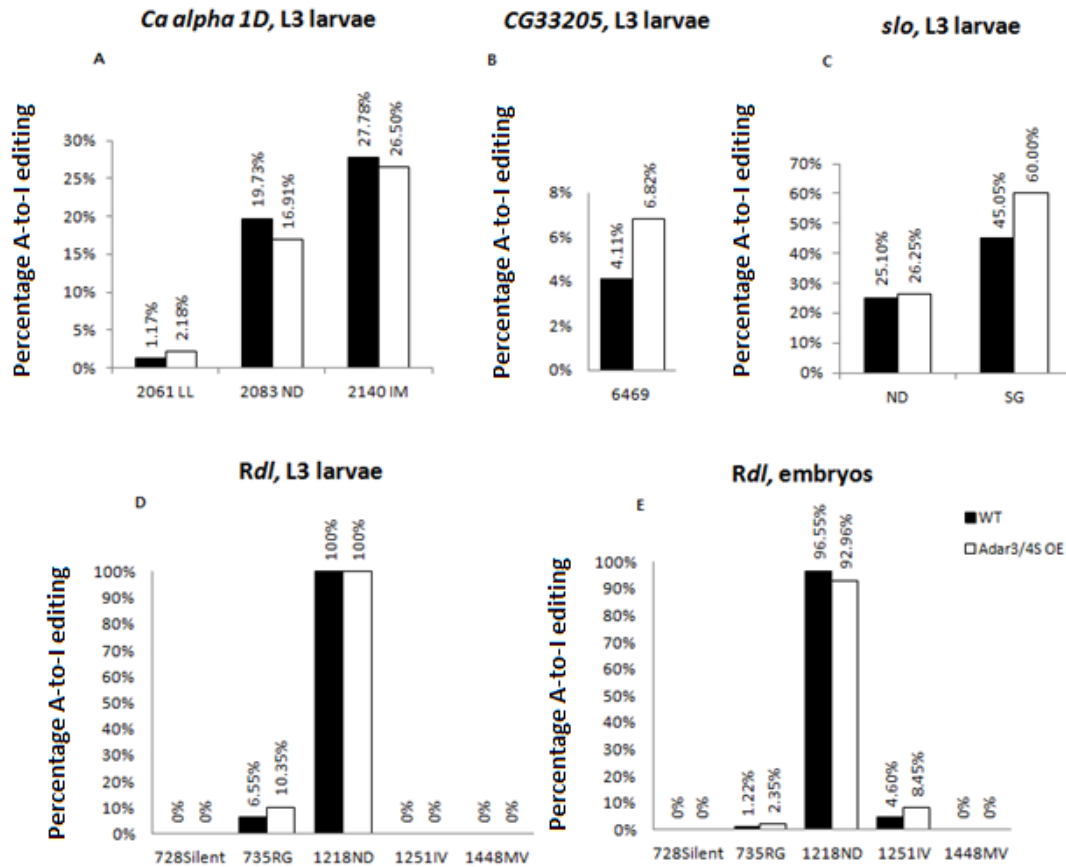 Ca alpha 1D, L3 larvae
A
Percentage A-to-I editing
30%
25%
20%
15%
10%
5%
0%
1.17%
2.18%
19.73%
16.91%
27.78%
26.50%
2061 LL
2083 ND
2140 IM
CG33205, L3 larvae
B
Percentage A-to-I editing
8%
6%
4%
2%
0%
4.11%
6.82%
6469
slo, L3 larvae
C
Percentage A-to-I editing
70%
60%
50%
40%
30%
20%
10%
0%
25.10%
26.25%
45.05%
60.00%
ND
SG
Rdl, L3 larvae
D
Percentage A-to-I editing
100%
90%
80%
70%
60%
50%
40%
30%
20%
10%
0%
0%
0%
6.55%
10.35%
100%
100%
0%
0%
0%
0%
728Silent
735RG
1218ND
1251IV
1448MV
Rdl, embryos
E
WT
Adar3/4S OE
Percentage A-to-I editing
100%
90%
80%
70%
60%
50%
40%
30%
20%
10%
0%
0%
0%
1.22%
2.35%
96.55%
92.96%
4.60%
8.45%
0%
0%
728Silent
735RG
1218ND
1251IV
1448MV